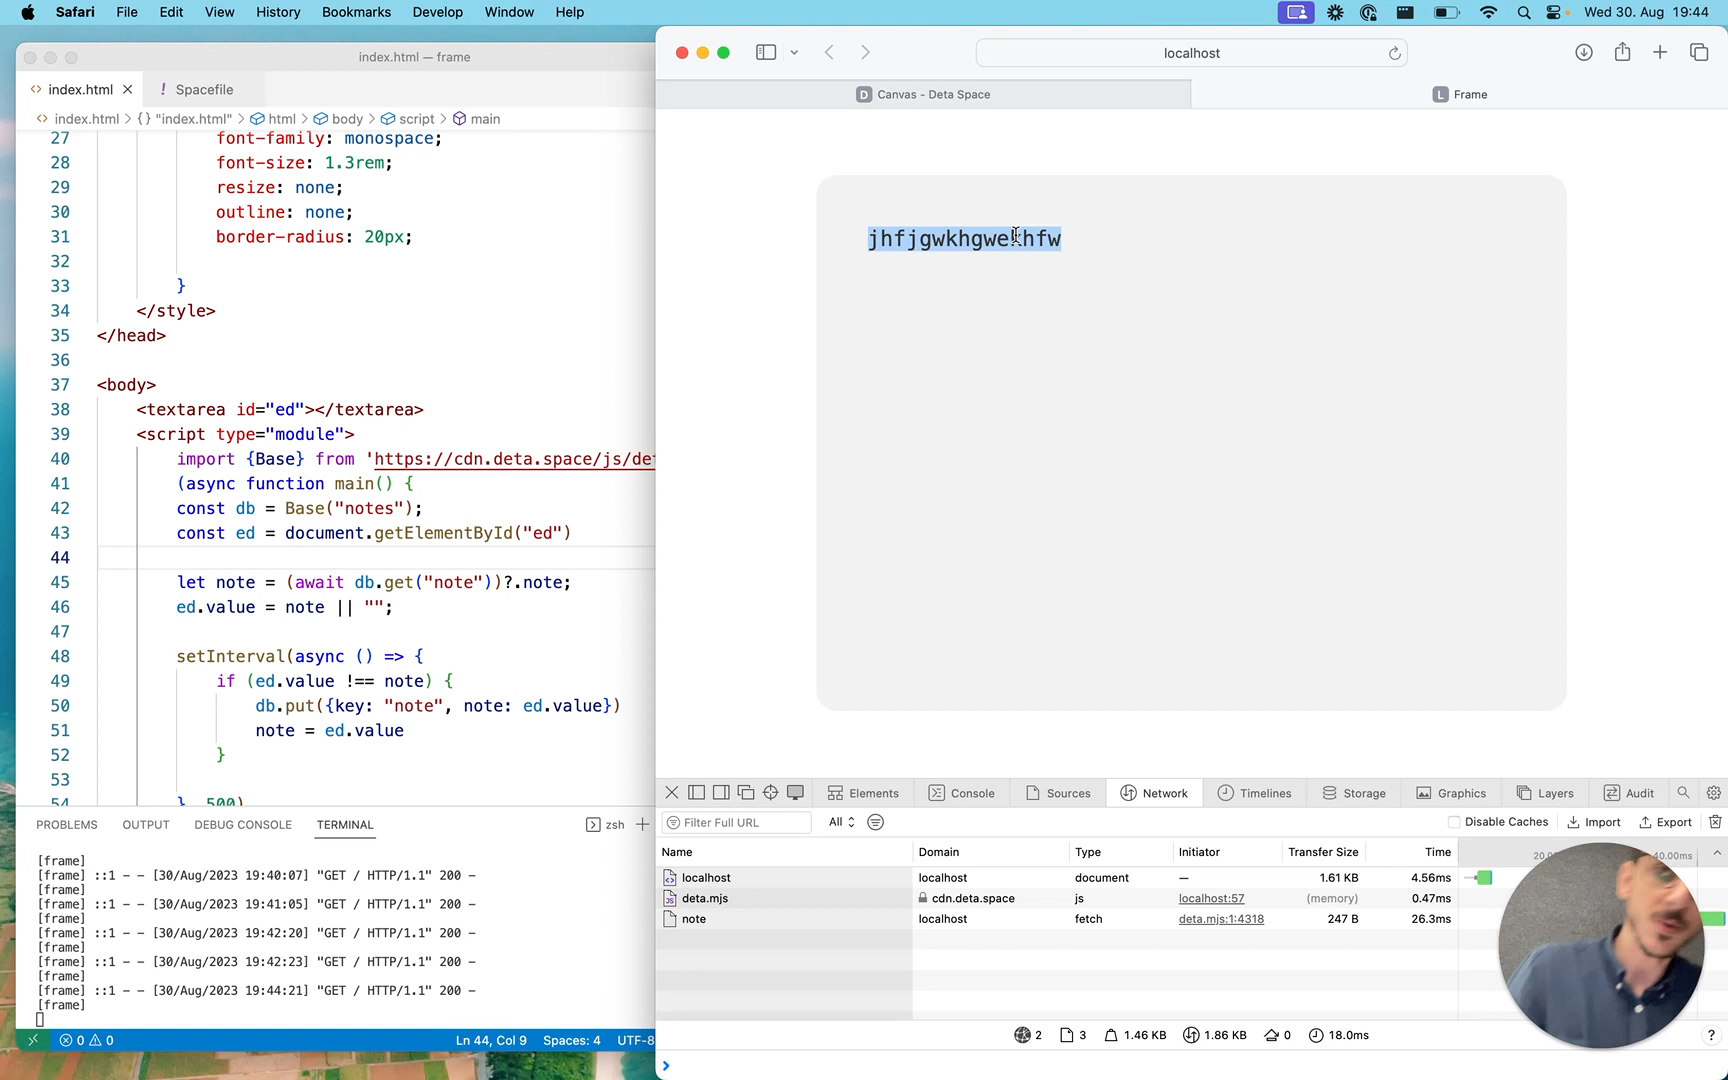 Safari File Edit View History Bookmarks Develop Window Help
Wed 30. Aug 19:44
index.html — frame
index.html
Spacefile
index.html > {} "index.html" > html > body > script > main
27 font-family: monospace;
28 font-size: 1.3rem;
29 resize: none;
30 outline: none;
31 border-radius: 20px;
32
33 }
34 </style>
35 </head>
36
37 <body>
38 <textarea id="ed"></textarea>
39 <script type="module">
40 import {Base} from 'https://cdn.deta.space/js/det
41 (async function main() {
42 const db = Base("notes");
43 const ed = document.getElementById("ed")
44
45 let note = (await db.get("note"))?.note;
46 ed.value = note || "";
47
48 setInterval(async () => {
49 if (ed.value !== note) {
50 db.put({key: "note", note: ed.value})
51 note = ed.value
52 }
53
54 }, 500)
PROBLEMS OUTPUT DEBUG CONSOLE TERMINAL zsh
[frame]
[frame] ::1 - - [30/Aug/2023 19:40:07] "GET / HTTP/1.1" 200 -
[frame]
[frame] ::1 - - [30/Aug/2023 19:41:05] "GET / HTTP/1.1" 200 -
[frame]
[frame] ::1 - - [30/Aug/2023 19:42:20] "GET / HTTP/1.1" 200 -
[frame]
[frame] ::1 - - [30/Aug/2023 19:42:23] "GET / HTTP/1.1" 200 -
[frame]
[frame] ::1 - - [30/Aug/2023 19:44:21] "GET / HTTP/1.1" 200 -
[frame]
0 0 Ln 44, Col 9 Spaces: 4 UTF-8
localhost
D Canvas - Deta Space
L Frame
jhfjgwkhgwekhfw
Elements Console Sources Network Timelines Storage Graphics Layers Audit
Filter Full URL All Disable Caches Import Export
Name Domain Type Initiator Transfer Size Time
localhost localhost document — 1.61 KB 4.56ms
deta.mjs cdn.deta.space js localhost:57 (memory) 0.47ms
note localhost fetch deta.mjs:1:4318 247 B 26.3ms
2 3 1.46 KB 1.86 KB 0 18.0ms